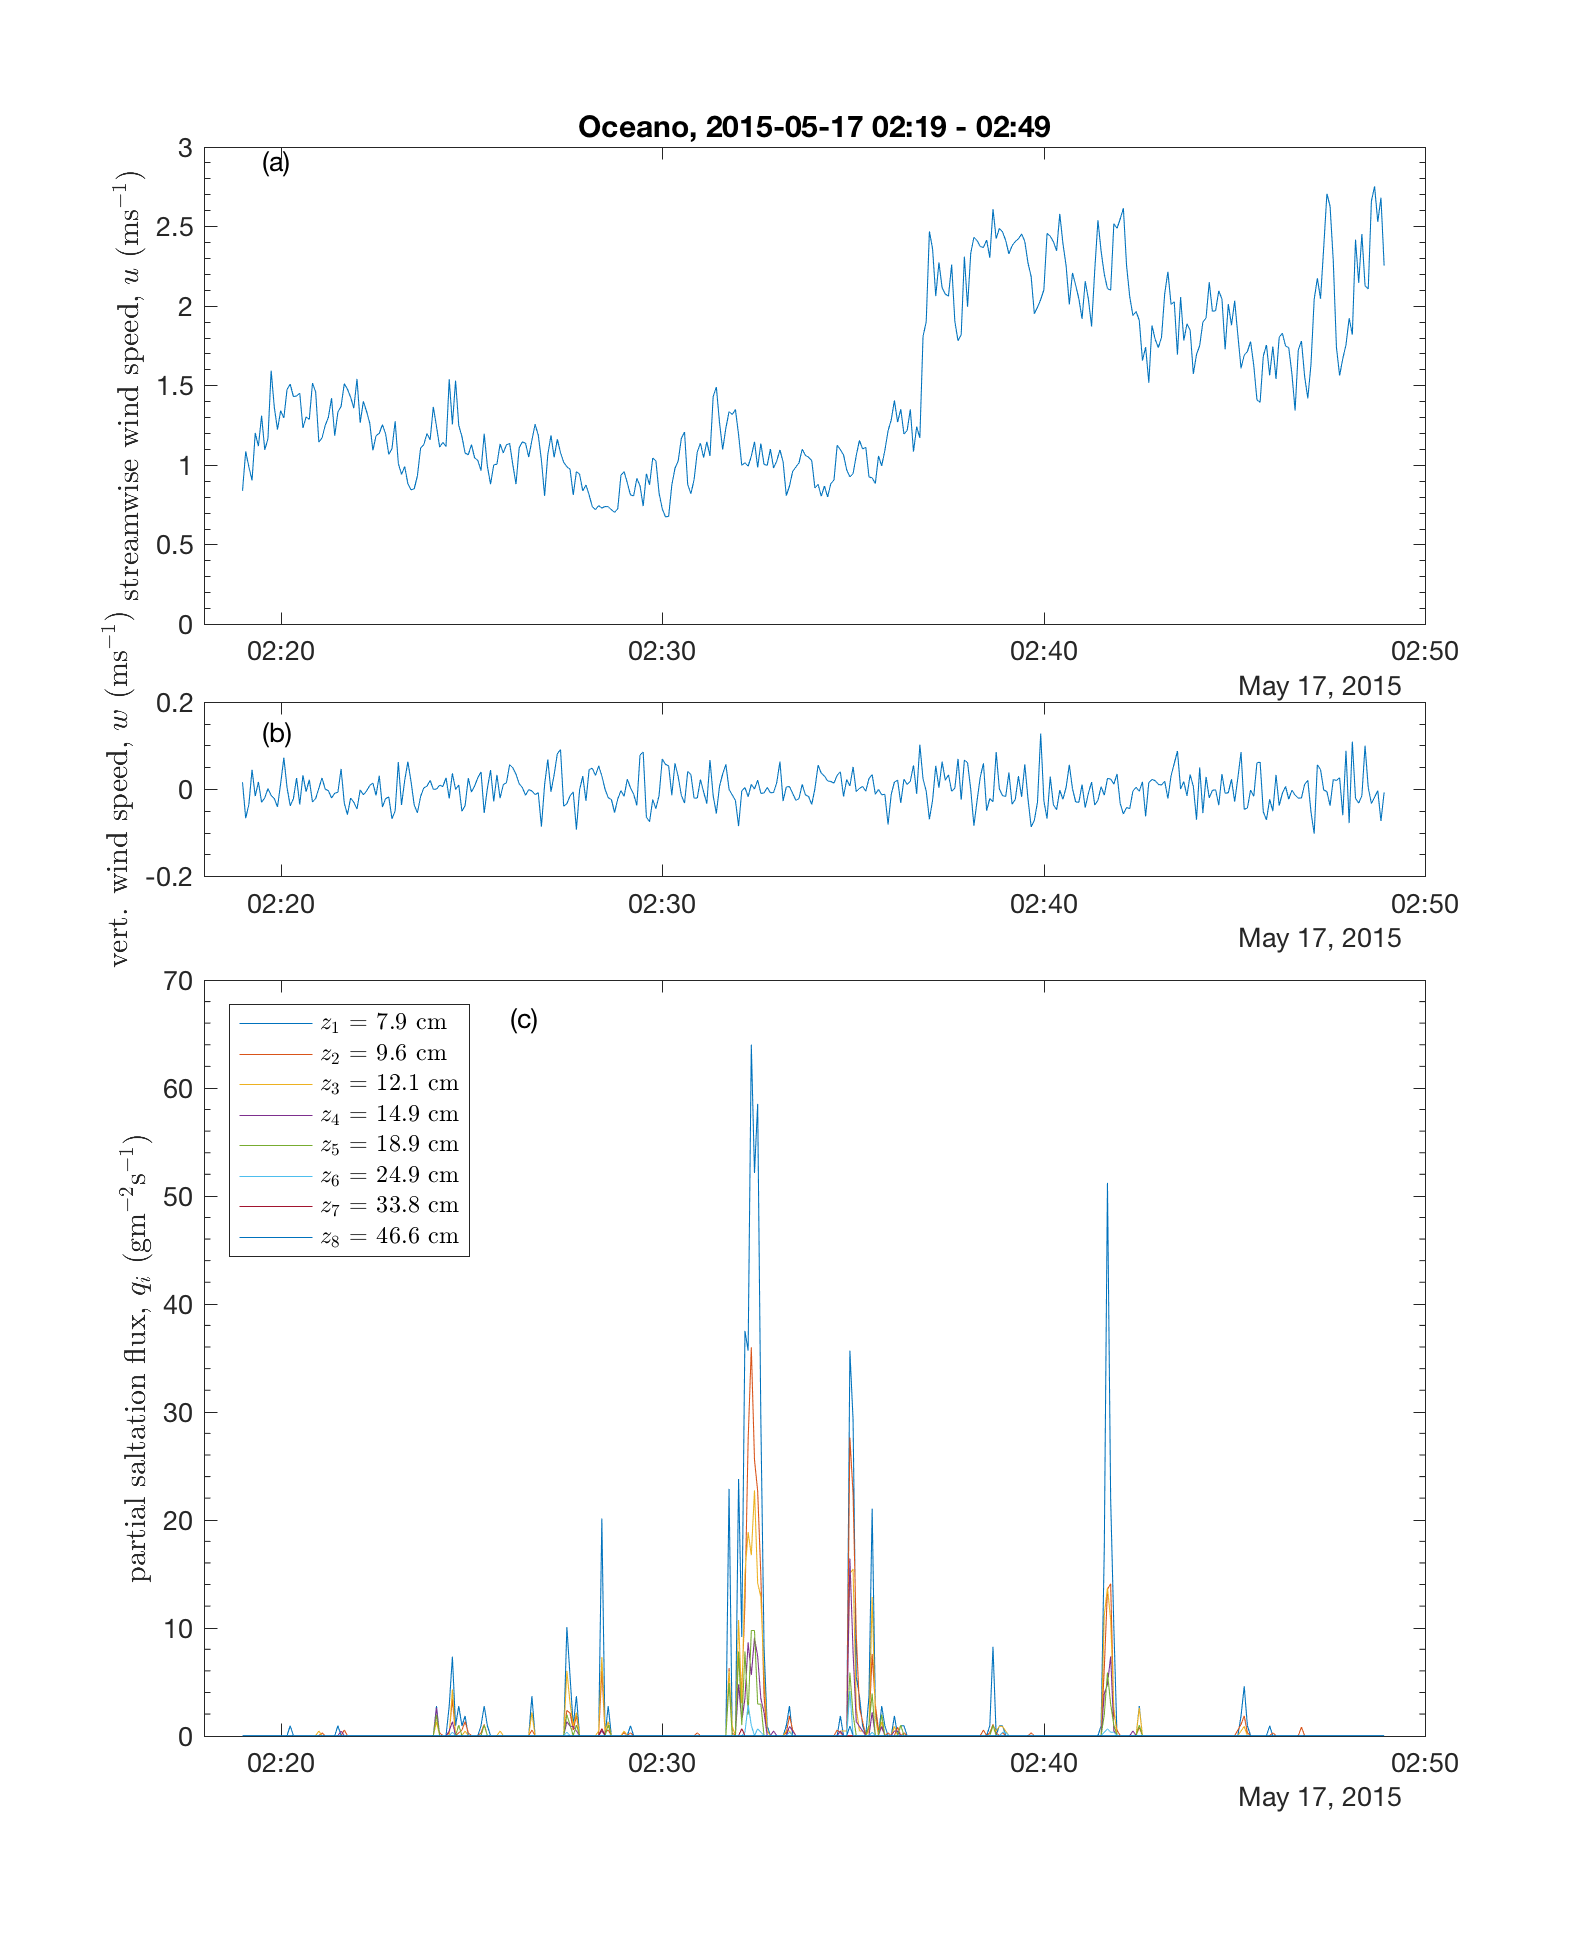 Oceano, 2015-05-17 02:19 - 02:49
(a)
streamwise wind speed, u (ms⁻¹)
3
2.5
2
1.5
1
0.5
0
02:20 02:30 02:40 02:50
May 17, 2015
(b)
vert. wind speed, w (ms⁻¹)
0.2
0
-0.2
02:20 02:30 02:40 02:50
May 17, 2015
(c)
partial saltation flux, qᵢ (gm⁻²s⁻¹)
70
60
50
40
30
20
10
0
z₁ = 7.9 cm
z₂ = 9.6 cm
z₃ = 12.1 cm
z₄ = 14.9 cm
z₅ = 18.9 cm
z₆ = 24.9 cm
z₇ = 33.8 cm
z₈ = 46.6 cm
02:20 02:30 02:40 02:50
May 17, 2015